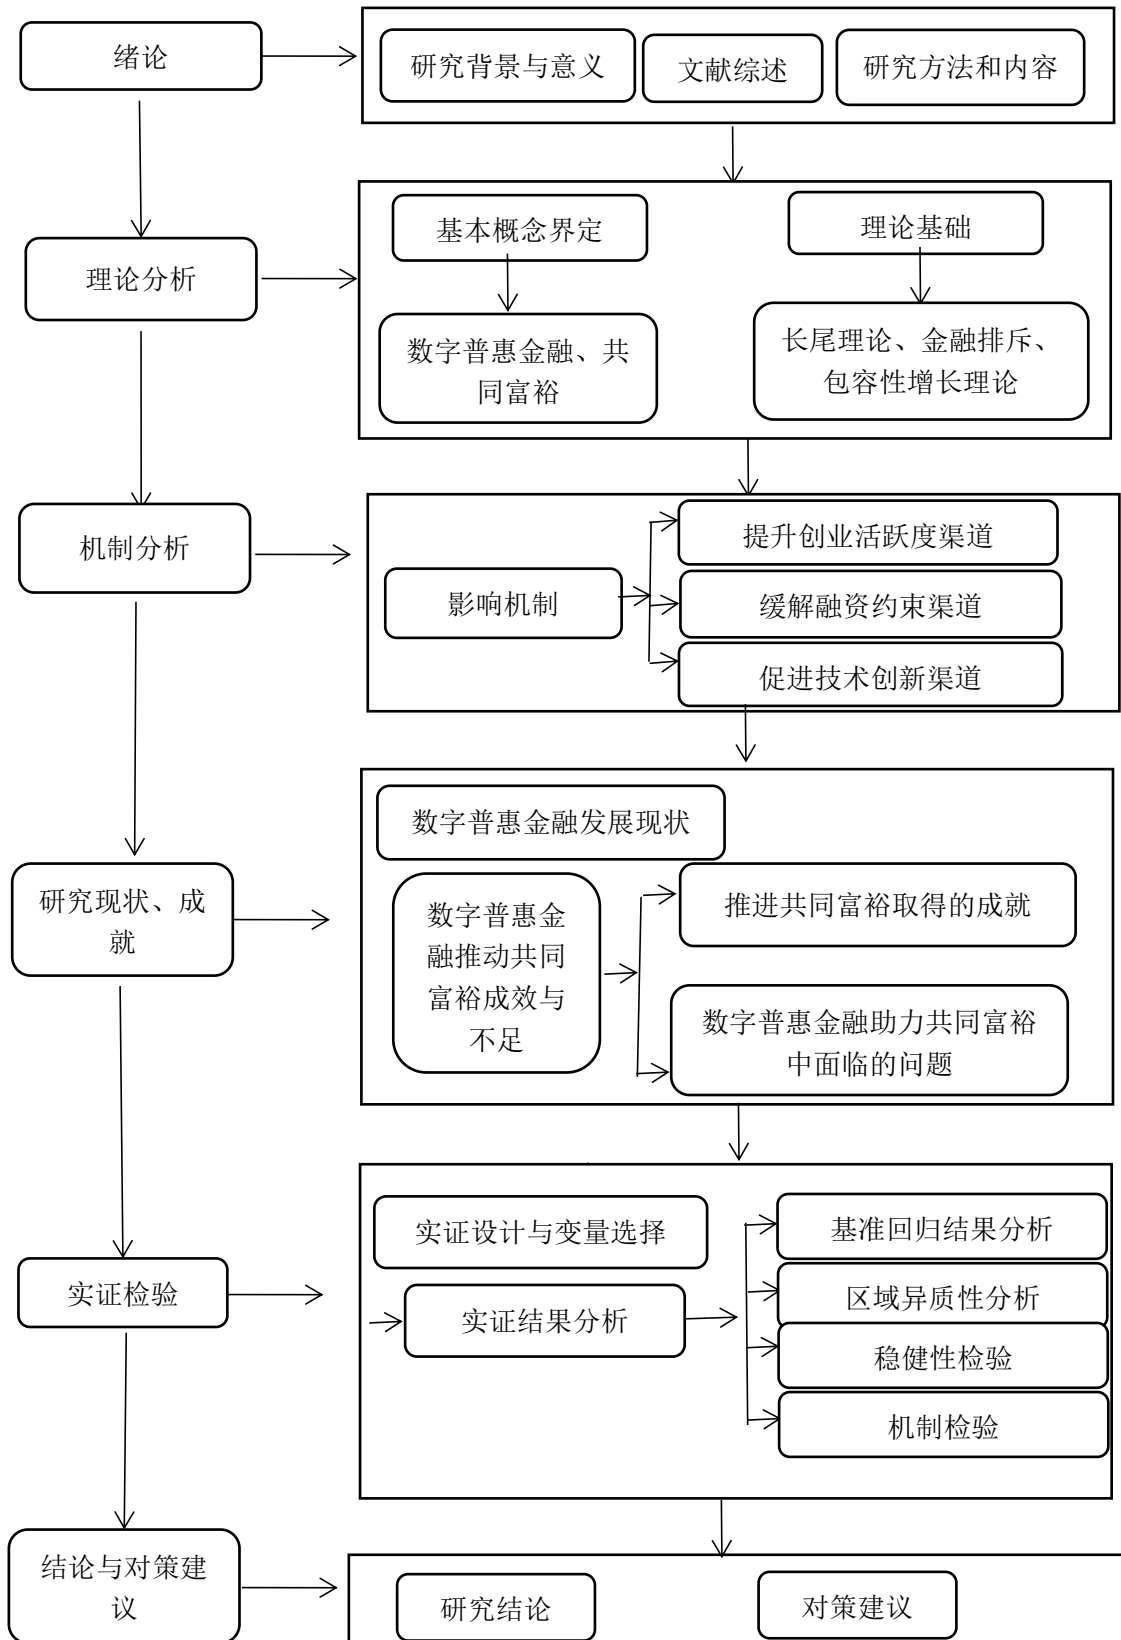 绪论
研究背景与意义
文献综述
研究方法和内容
理论分析
基本概念界定
理论基础
数字普惠金融、共
同富裕
长尾理论、金融排斥、
包容性增长理论
机制分析
影响机制
提升创业活跃度渠道
缓解融资约束渠道
促进技术创新渠道
研究现状、成
就
数字普惠金融发展现状
数字普惠金
融推动共同
富裕成效与
不足
推进共同富裕取得的成就
数字普惠金融助力共同富裕
中面临的问题
实证检验
实证设计与变量选择
实证结果分析
基准回归结果分析
区域异质性分析
稳健性检验
机制检验
结论与对策建
议
研究结论
对策建议